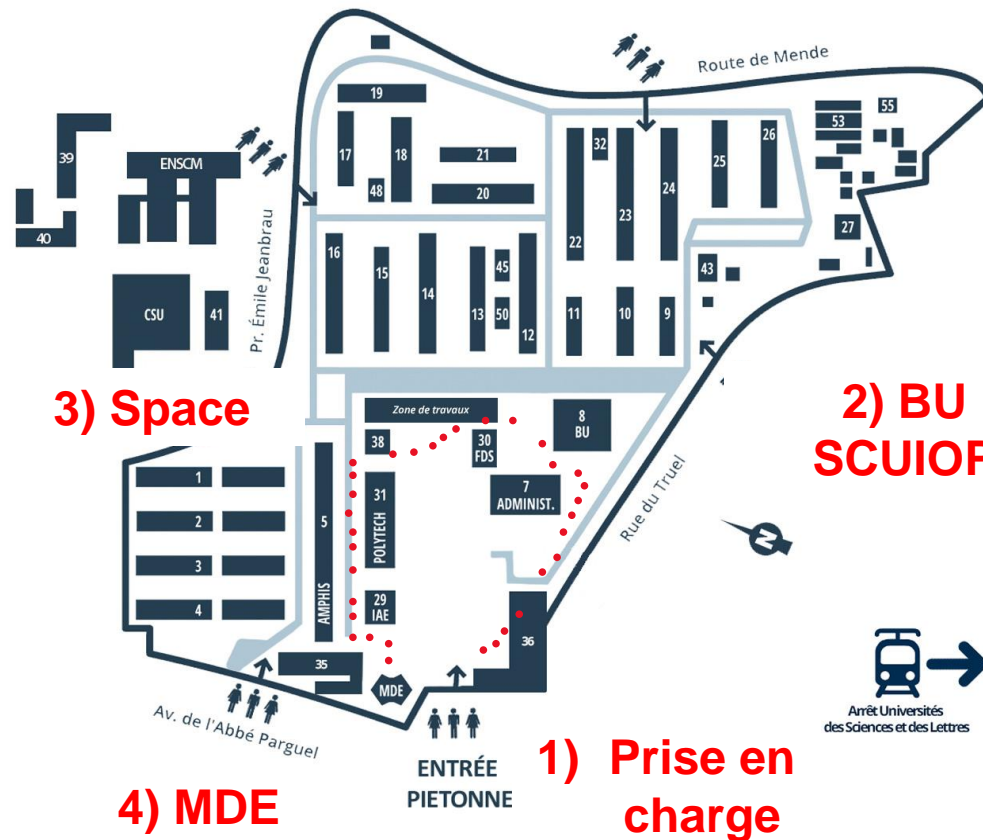 Route de Mende
19
55
53
39
ENSCM
17
18
21
32
25
26
48
20
22
23
24
27
40
16
15
14
13
45
50
12
43
CSU
41
Pr. Émile Jeanbrau
11
10
9
3) Space
Zone de travaux
8
BU
2) BU
SCUIOF
38
30
FDS
1
5
AMPHIS
31
POLYTECH
7
ADMINIST.
Rue du Truel
2
N
3
4
29
IAE
36
35
MDE
Av. de l'Abbé Parguel
Arrêt Universités
des Sciences et des Lettres
ENTRÉE
PIETONNE
1) Prise en
charge
4) MDE